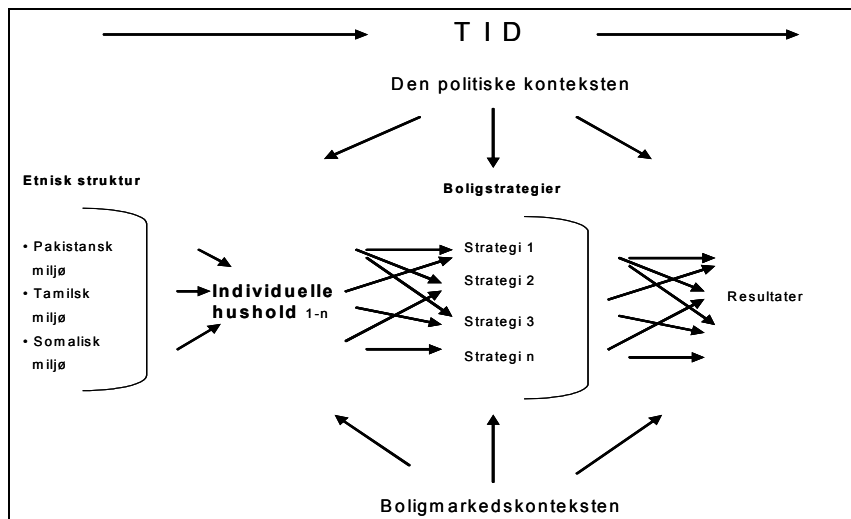 TID
Den politiske konteksten
Etnisk struktur
• Pakistansk
miljø
• Tamilsk
miljø
• Somalisk
miljø
Individuelle
hushold 1-n
Boligstrategier
Strategi 1
Strategi 2
Strategi 3
Strategi n
Resultater
Boligmarkedskonteksten